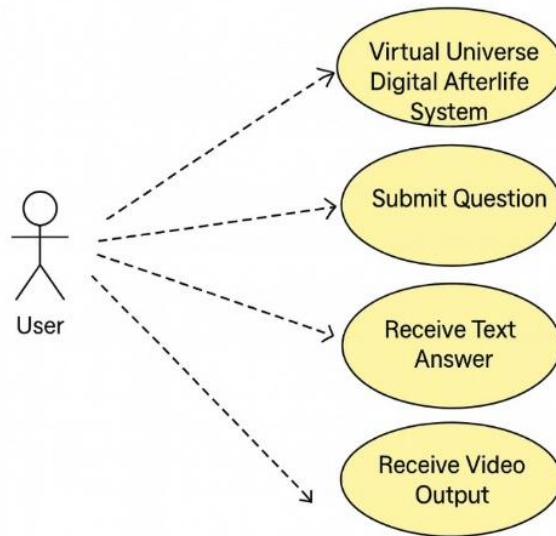 Virtual Universe
Digital Afterlife
System
Submit Question
User
Receive Text
Answer
Receive Video
Output